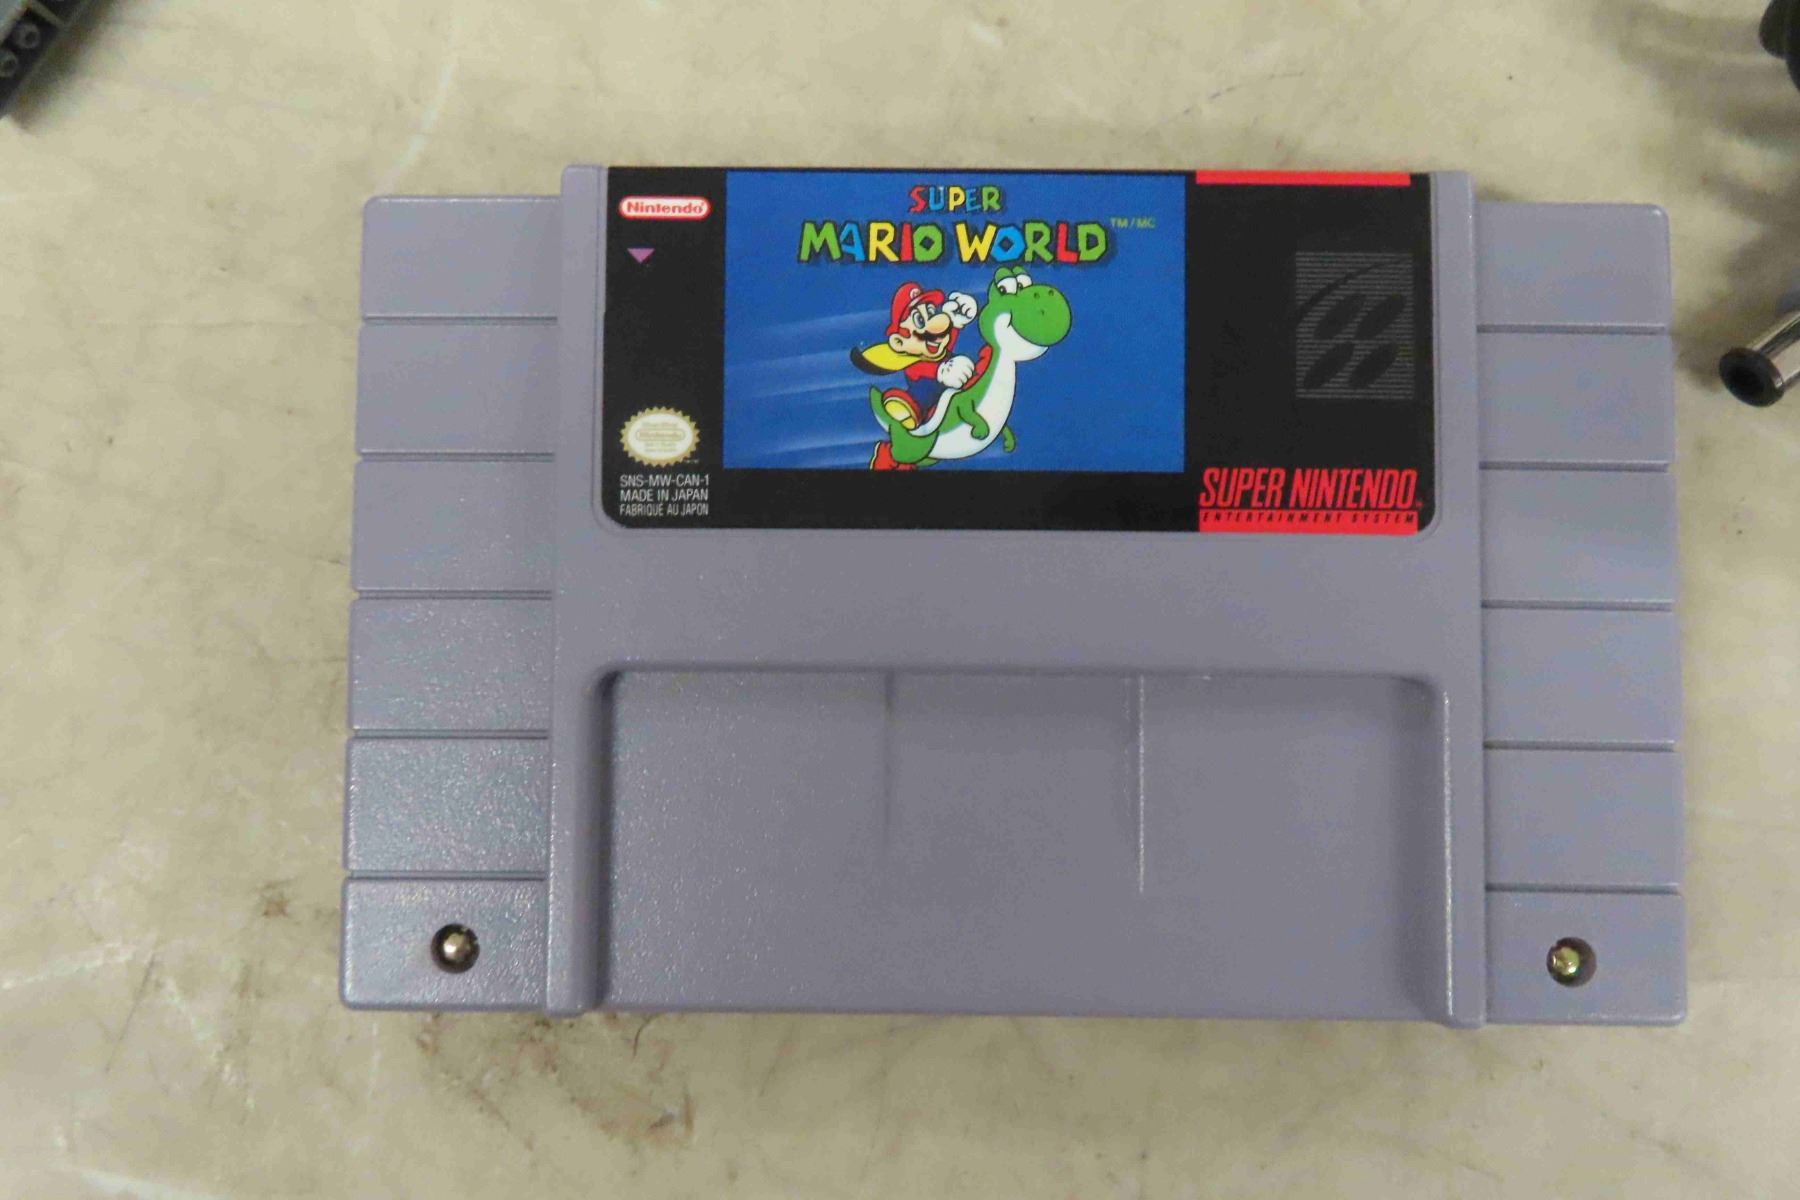 Nintendo®
SUPER
MARIO WORLD TM/MC
Nintendo
SNS-MW-CAN-1
MADE IN JAPAN
FABRIQUÉ AU JAPON
SUPER NINTENDO
ENTERTAINMENT SYSTEM